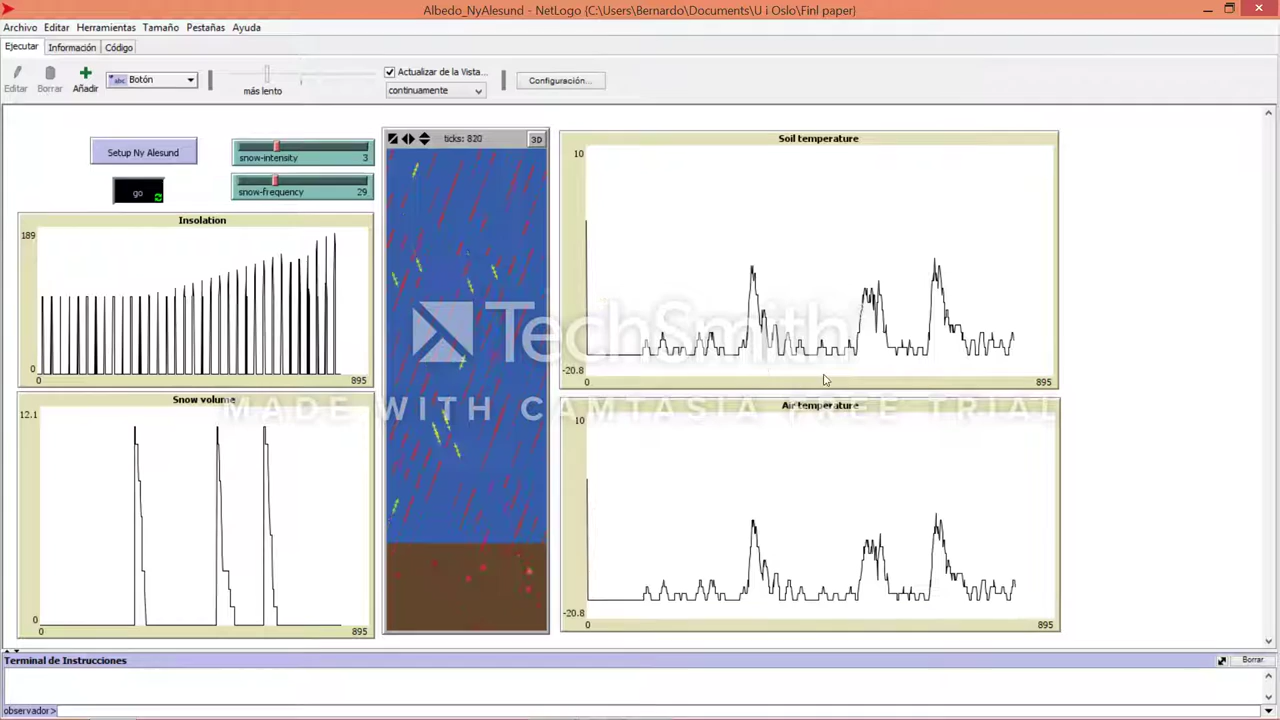 Albedo_NyAlesund - NetLogo {C:\Users\Bernardo\Documents\U i Oslo\Finl paper}
Archivo Editar Herramientas Tamaño Pestañas Ayuda
Ejecutar Información Código
Editar Borrar Añadir
abc Botón
más lento
Actualizar de la Vista...
continuamente
Configuración...
Setup Ny Alesund
go
snow-intensity 3
snow-frequency 29
Insolation
189
0
0 895
Snow volume
12.1
0
0 895
ticks: 820
3D
Soil temperature
10
-20.8
0 895
Air temperature
10
-20.8
0 895
TechSmith
MADE WITH CAMTASIA FREE TRIAL
Terminal de Instrucciones
Borrar
observador>